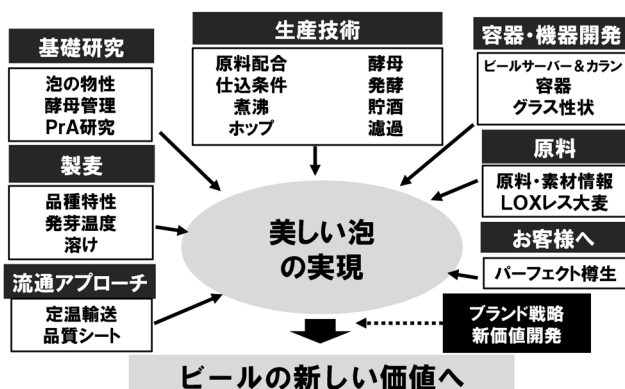 基礎研究
泡の物性
酵母管理
PrA研究
製麦
品種特性
発芽温度
溶け
流通アプローチ
定温輸送
品質シート
生産技術
原料配合 酵母
仕込条件 発酵
煮沸 貯酒
ホップ 濾過
容器・機器開発
ビールサーバー＆カラン
容器
グラス性状
原料
原料・素材情報
LOXレス大麦
お客様へ
パーフェクト樽生
美しい泡
の実現
ブランド戦略
新価値開発
ビールの新しい価値へ